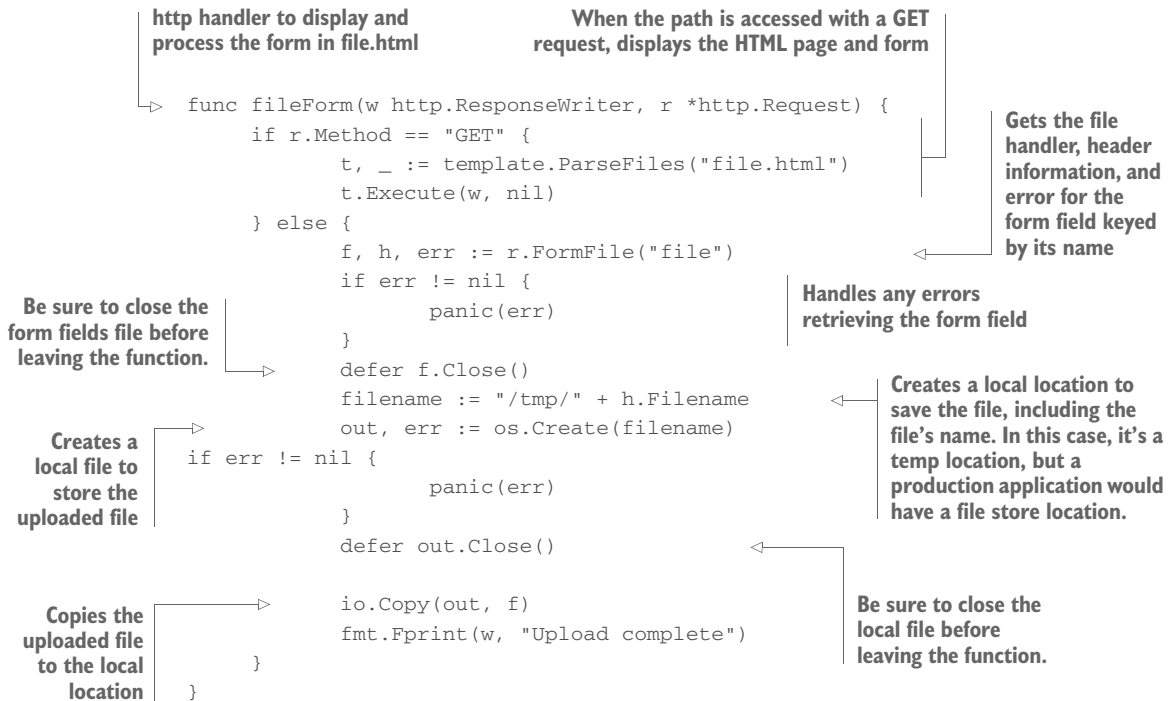 http handler to display and
process the form in file.html
When the path is accessed with a GET
request, displays the HTML page and form
func fileForm(w http.ResponseWriter, r *http.Request) {
if r.Method == "GET" {
t, _ := template.ParseFiles("file.html")
t.Execute(w, nil)
} else {
f, h, err := r.FormFile("file")
Gets the file
handler, header
information, and
error for the
form field keyed
by its name
if err != nil {
panic(err)
}
Handles any errors
retrieving the form field
Be sure to close the
form fields file before
leaving the function.
defer f.Close()
filename := "/tmp/" + h.Filename
Creates a local location to
save the file, including the
file's name. In this case, it's a
temp location, but a
production application would
have a file store location.
out, err := os.Create(filename)
Creates a
local file to
store the
uploaded file
if err != nil {
panic(err)
}
defer out.Close()
Be sure to close the
local file before
leaving the function.
io.Copy(out, f)
Copies the
uploaded file
to the local
location
fmt.Fprint(w, "Upload complete")
}
}